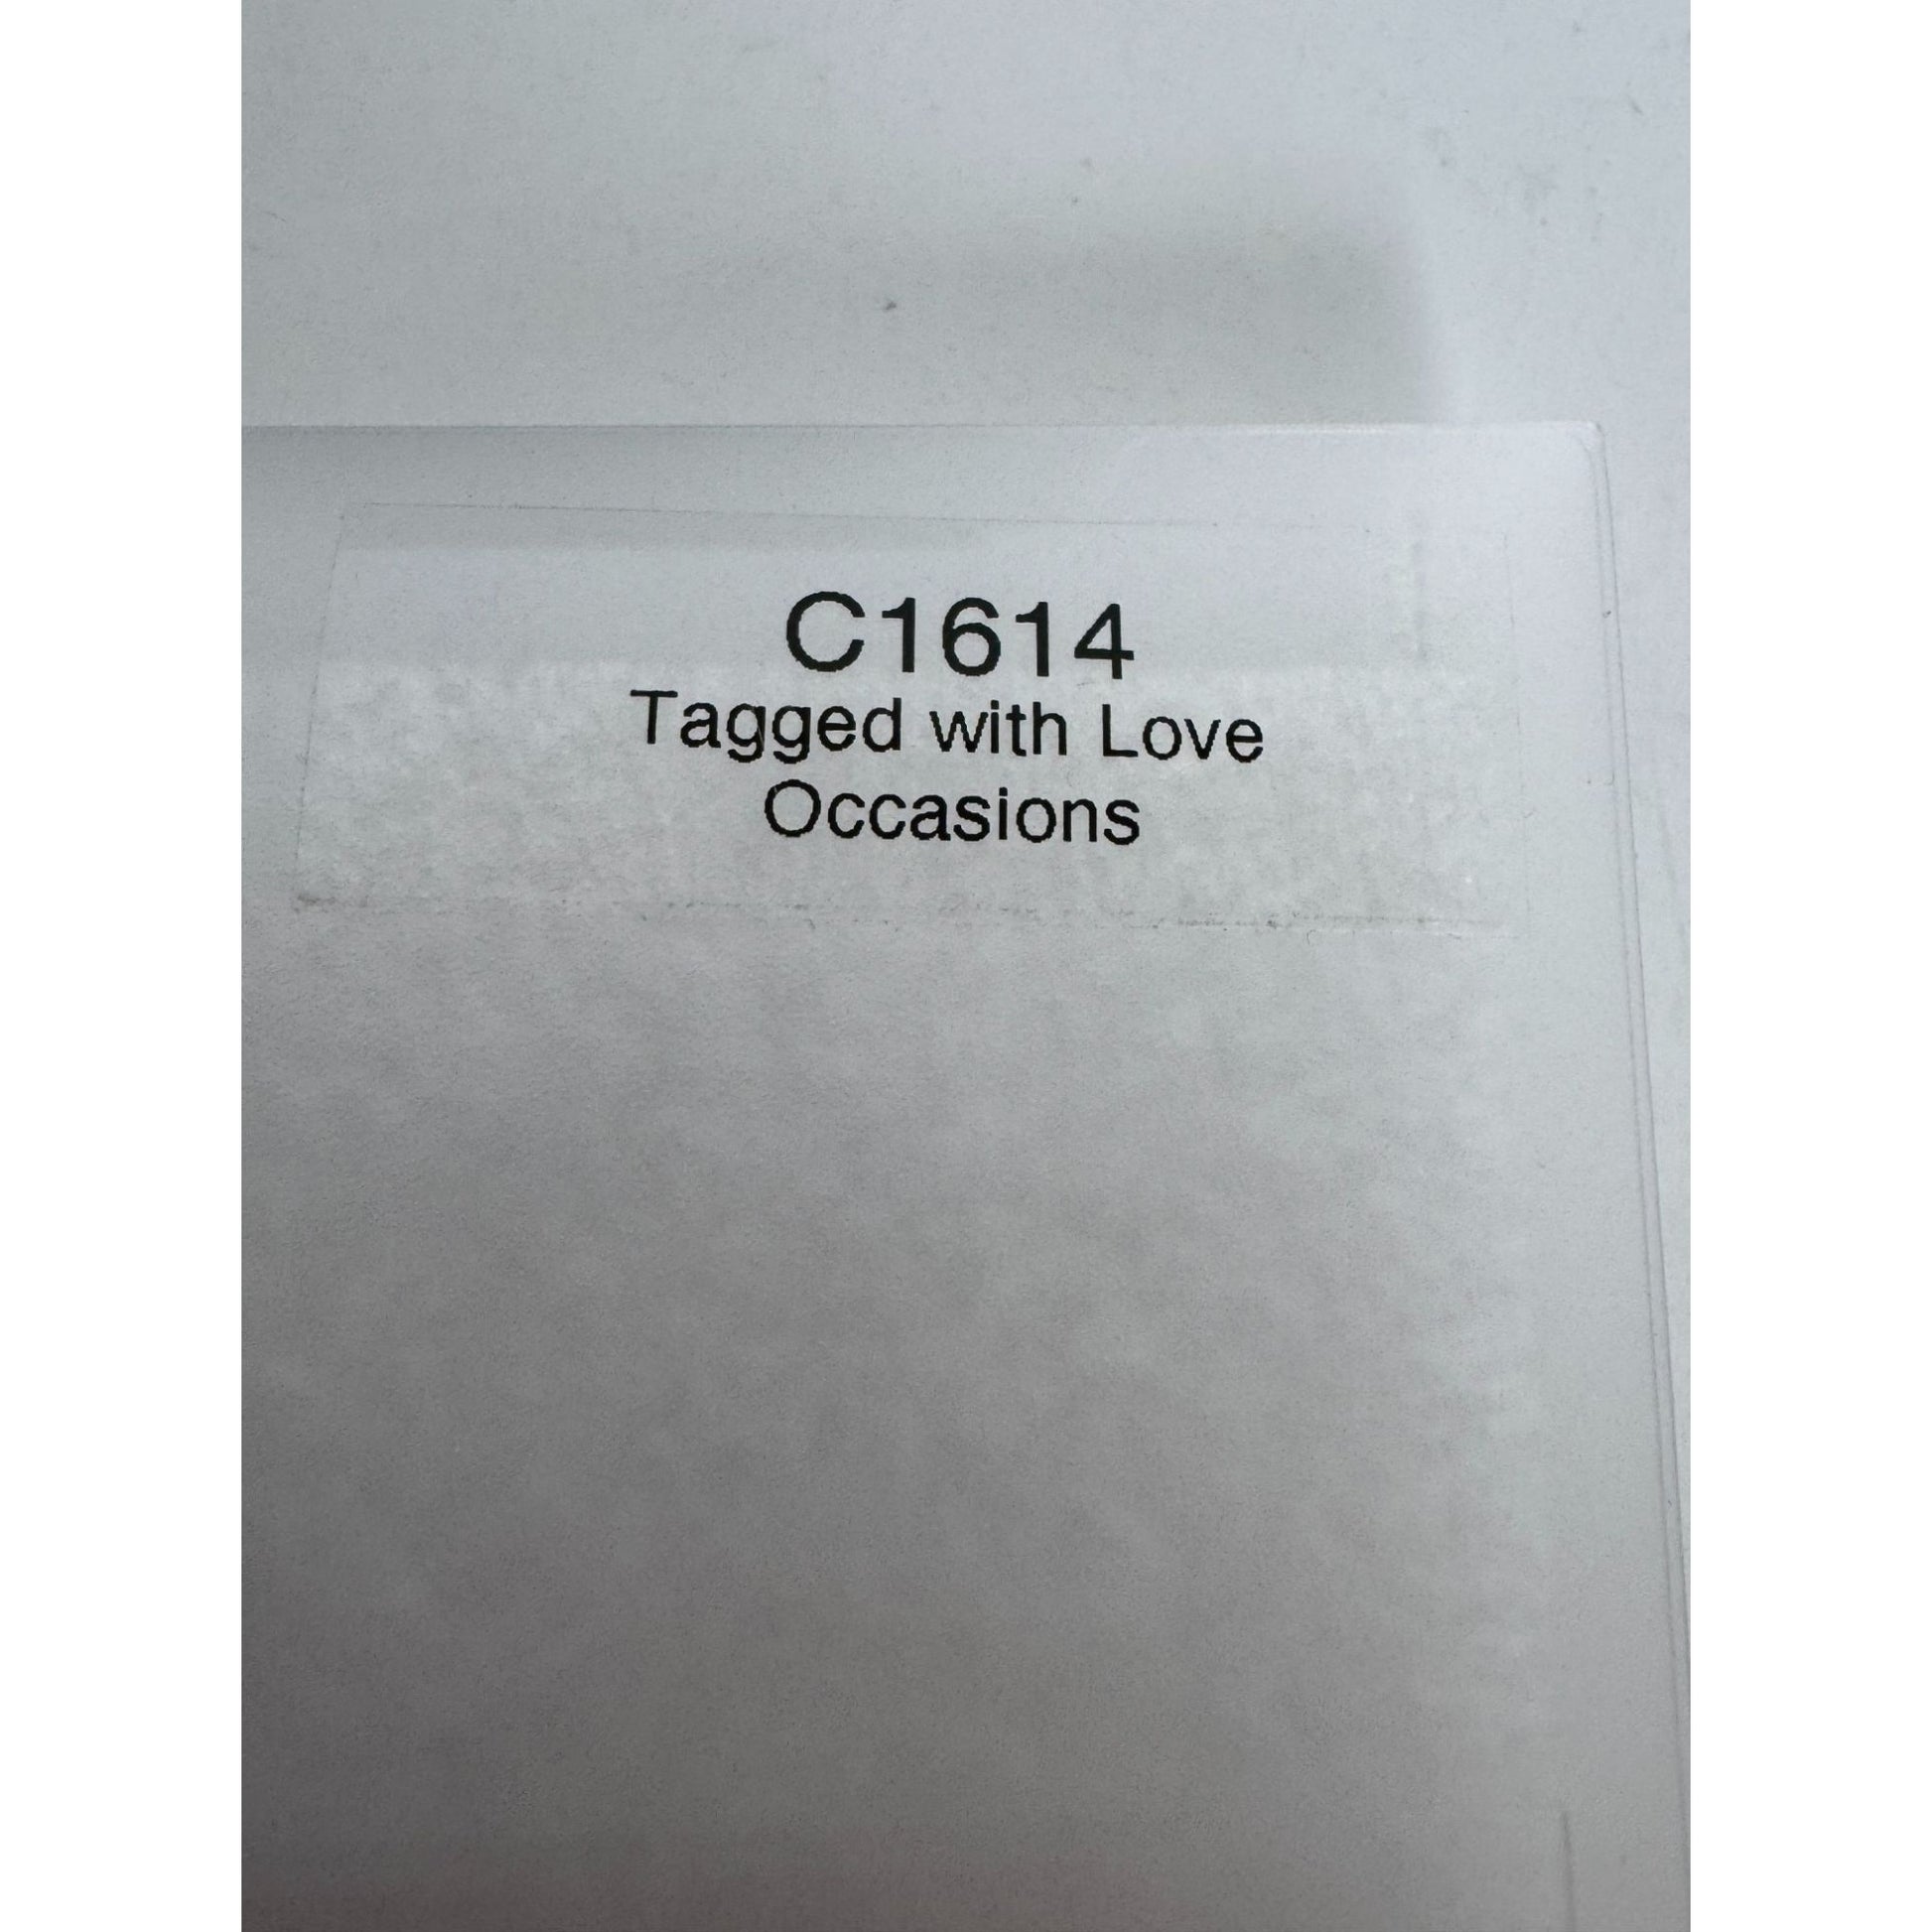 C1614
Tagged with Love
Occasions